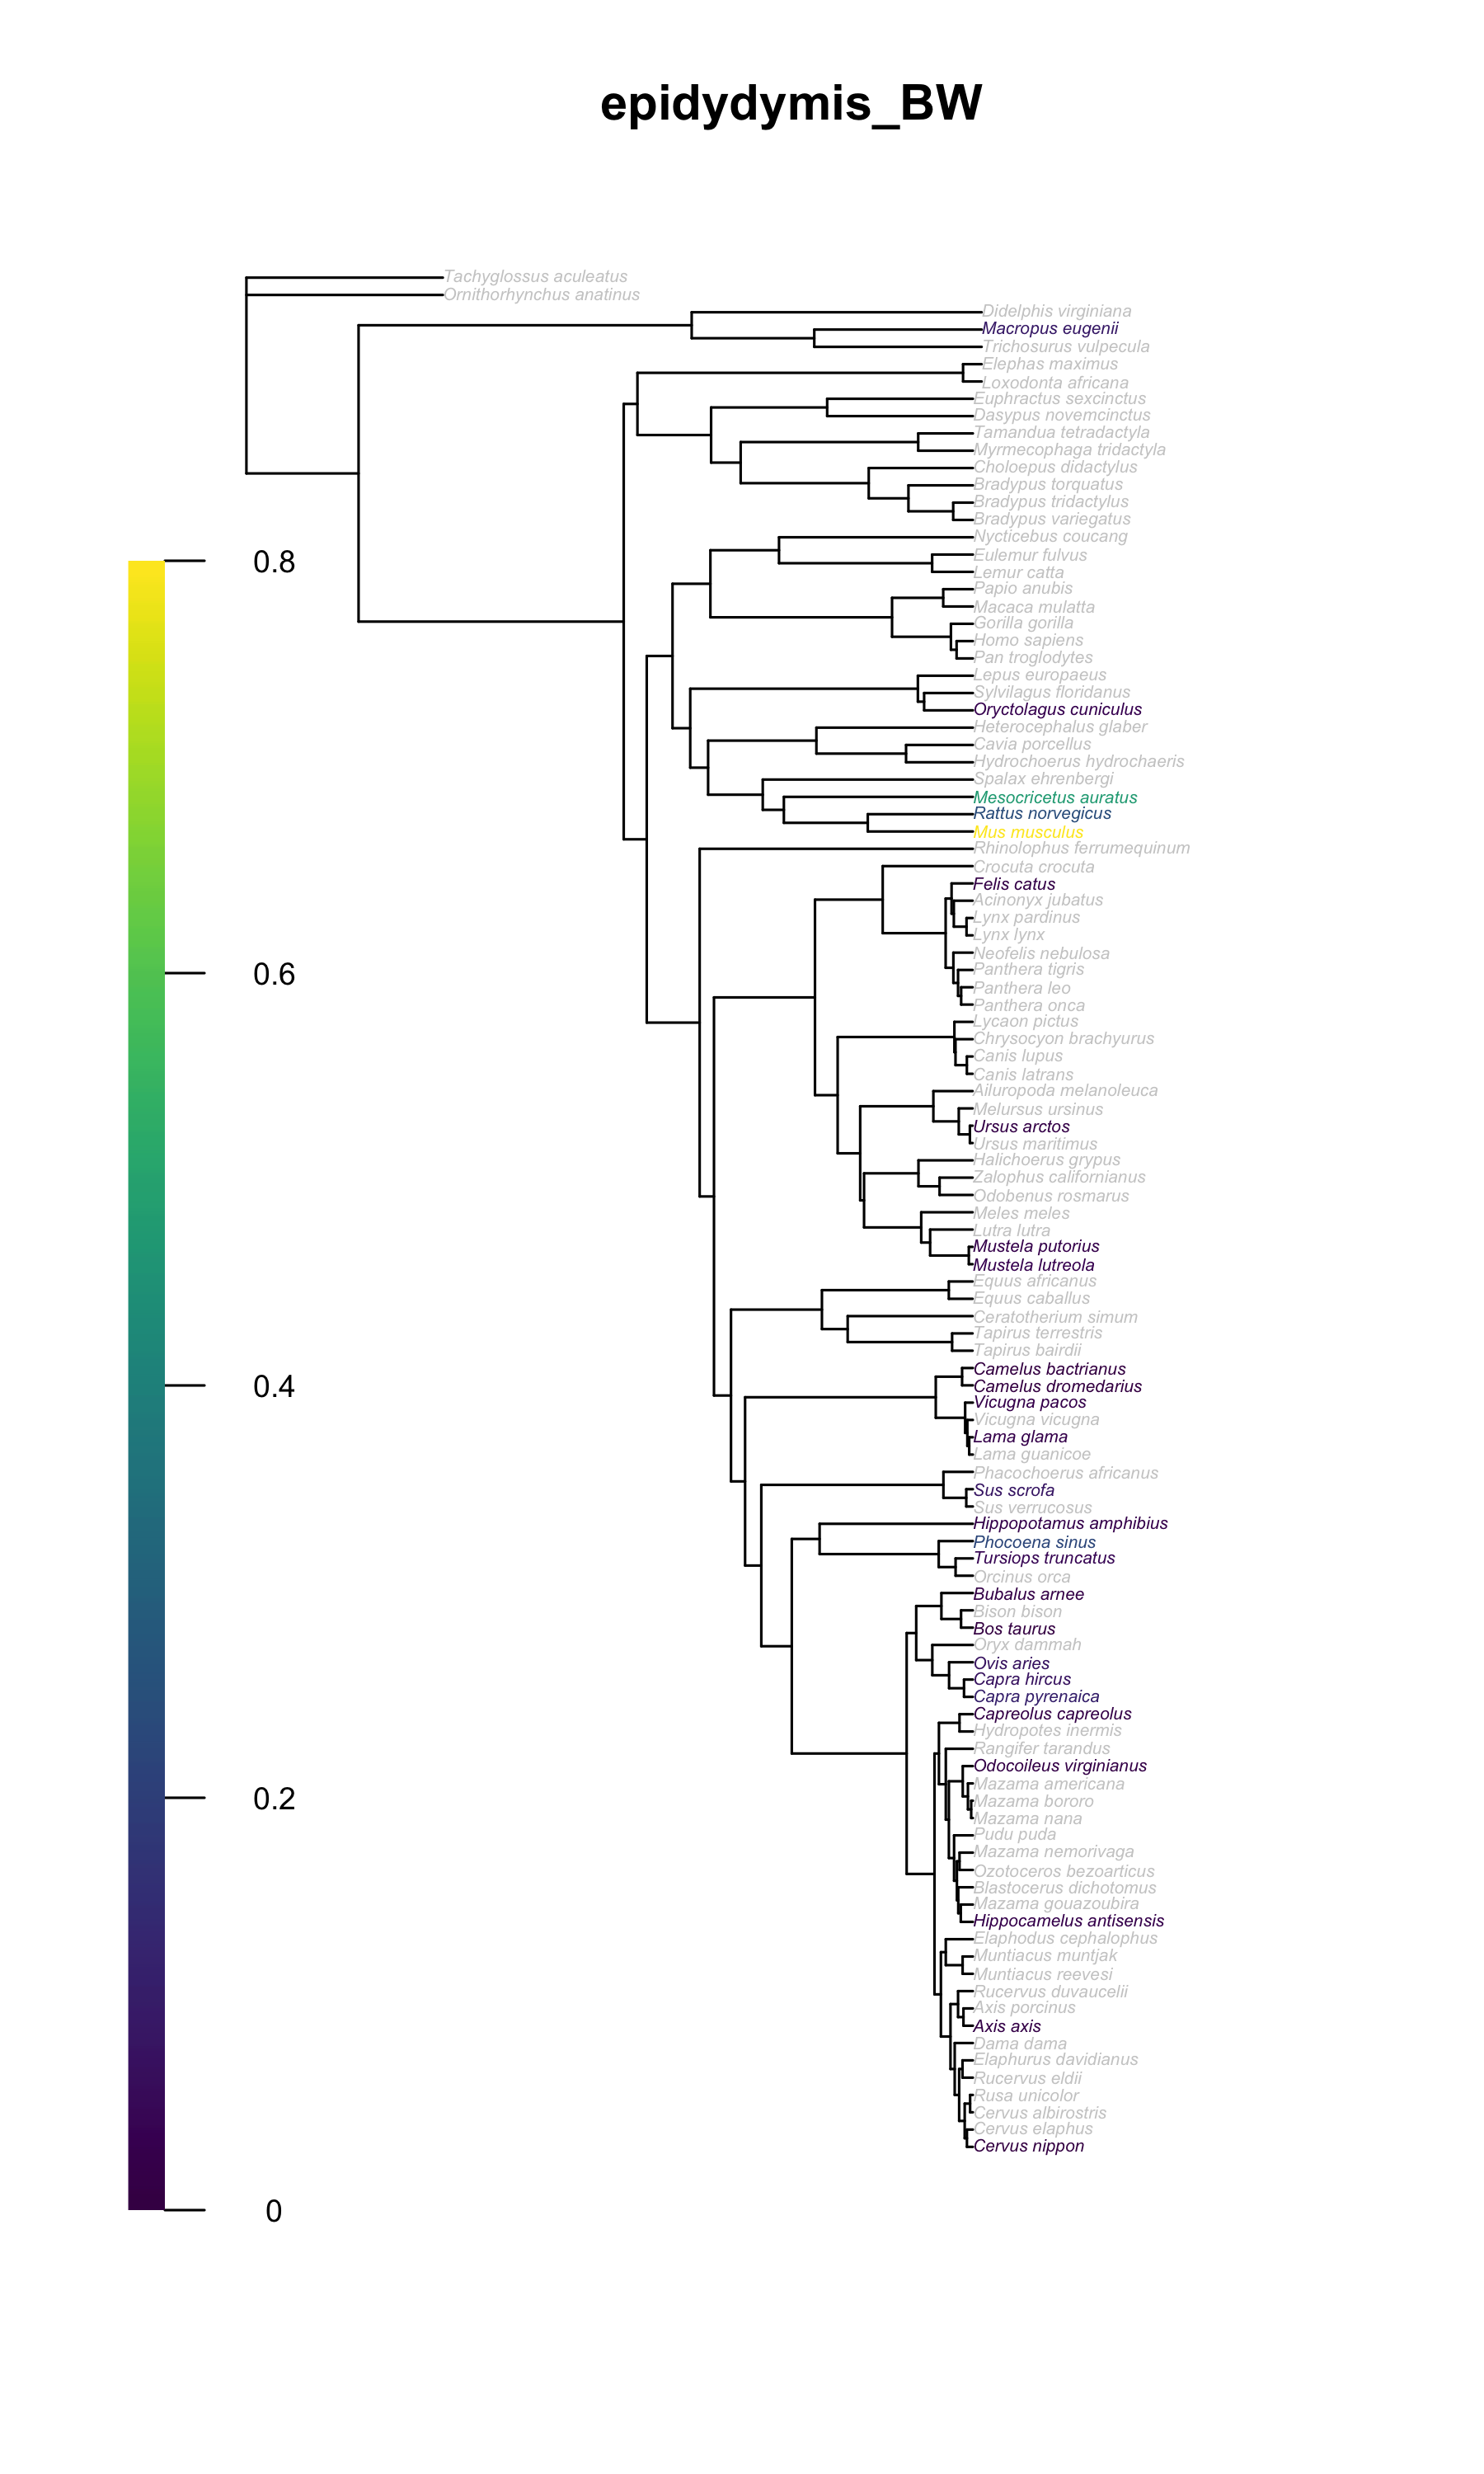 epidydymis_BW
Tachyglossus aculeatus
Ornithorhynchus anatinus
Didelphis virginiana
Macropus eugenii
Trichosurus vulpecula
Elephas maximus
Loxodonta africana
Euphractus sexcinctus
Dasypus novemcinctus
Tamandua tetradactyla
Myrmecophaga tridactyla
Choloepus didactylus
Bradypus torquatus
Bradypus tridactylus
Bradypus variegatus
Nycticebus coucang
Eulemur fulvus
0.8
Lemur catta
Papio anubis
Macaca mulatta
Gorilla gorilla
Homo sapiens
Pan troglodytes
Lepus europaeus
Sylvilagus floridanus
Oryctolagus cuniculus
Heterocephalus glaber
Cavia porcellus
Hydrochoerus hydrochaeris
Spalax ehrenbergi
Mesocricetus auratus
Rattus norvegicus
Mus musculus
Rhinolophus ferrumequinum
Crocuta crocuta
Felis catus
Acinonyx jubatus
Lynx pardinus
Lynx lynx
Neofelis nebulosa
Panthera tigris
0.6
Panthera leo
Panthera onca
Lycaon pictus
Chrysocyon brachyurus
Canis lupus
Canis latrans
Ailuropoda melanoleuca
Melursus ursinus
Ursus arctos
Ursus maritimus
Halichoerus grypus
Zalophus californianus
Odobenus rosmarus
Meles meles
Lutra lutra
Mustela putorius
Mustela lutreola
Equus africanus
Equus caballus
Ceratotherium simum
Tapirus terrestris
Tapirus bairdii
Camelus bactrianus
0.4
Camelus dromedarius
Vicugna pacos
Vicugna vicugna
Lama glama
Lama guanicoe
Phacochoerus africanus
Sus scrofa
Sus verrucosus
Hippopotamus amphibius
Phocoena sinus
Tursiops truncatus
Orcinus orca
Bubalus arnee
Bison bison
Bos taurus
Oryx dammah
Ovis aries
Capra hircus
Capra pyrenaica
Capreolus capreolus
Hydropotes inermis
Rangifer tarandus
Odocoileus virginianus
Mazama americana
0.2
Mazama bororo
Mazama nana
Pudu puda
Mazama nemorivaga
Ozotoceros bezoarticus
Blastocerus dichotomus
Mazama gouazoubira
Hippocamelus antisensis
Elaphodus cephalophus
Muntiacus muntjak
Muntiacus reevesi
Rucervus duvaucelii
Axis porcinus
Axis axis
Dama dama
Elaphurus davidianus
Rucervus eldii
Rusa unicolor
Cervus albirostris
Cervus elaphus
Cervus nippon
0